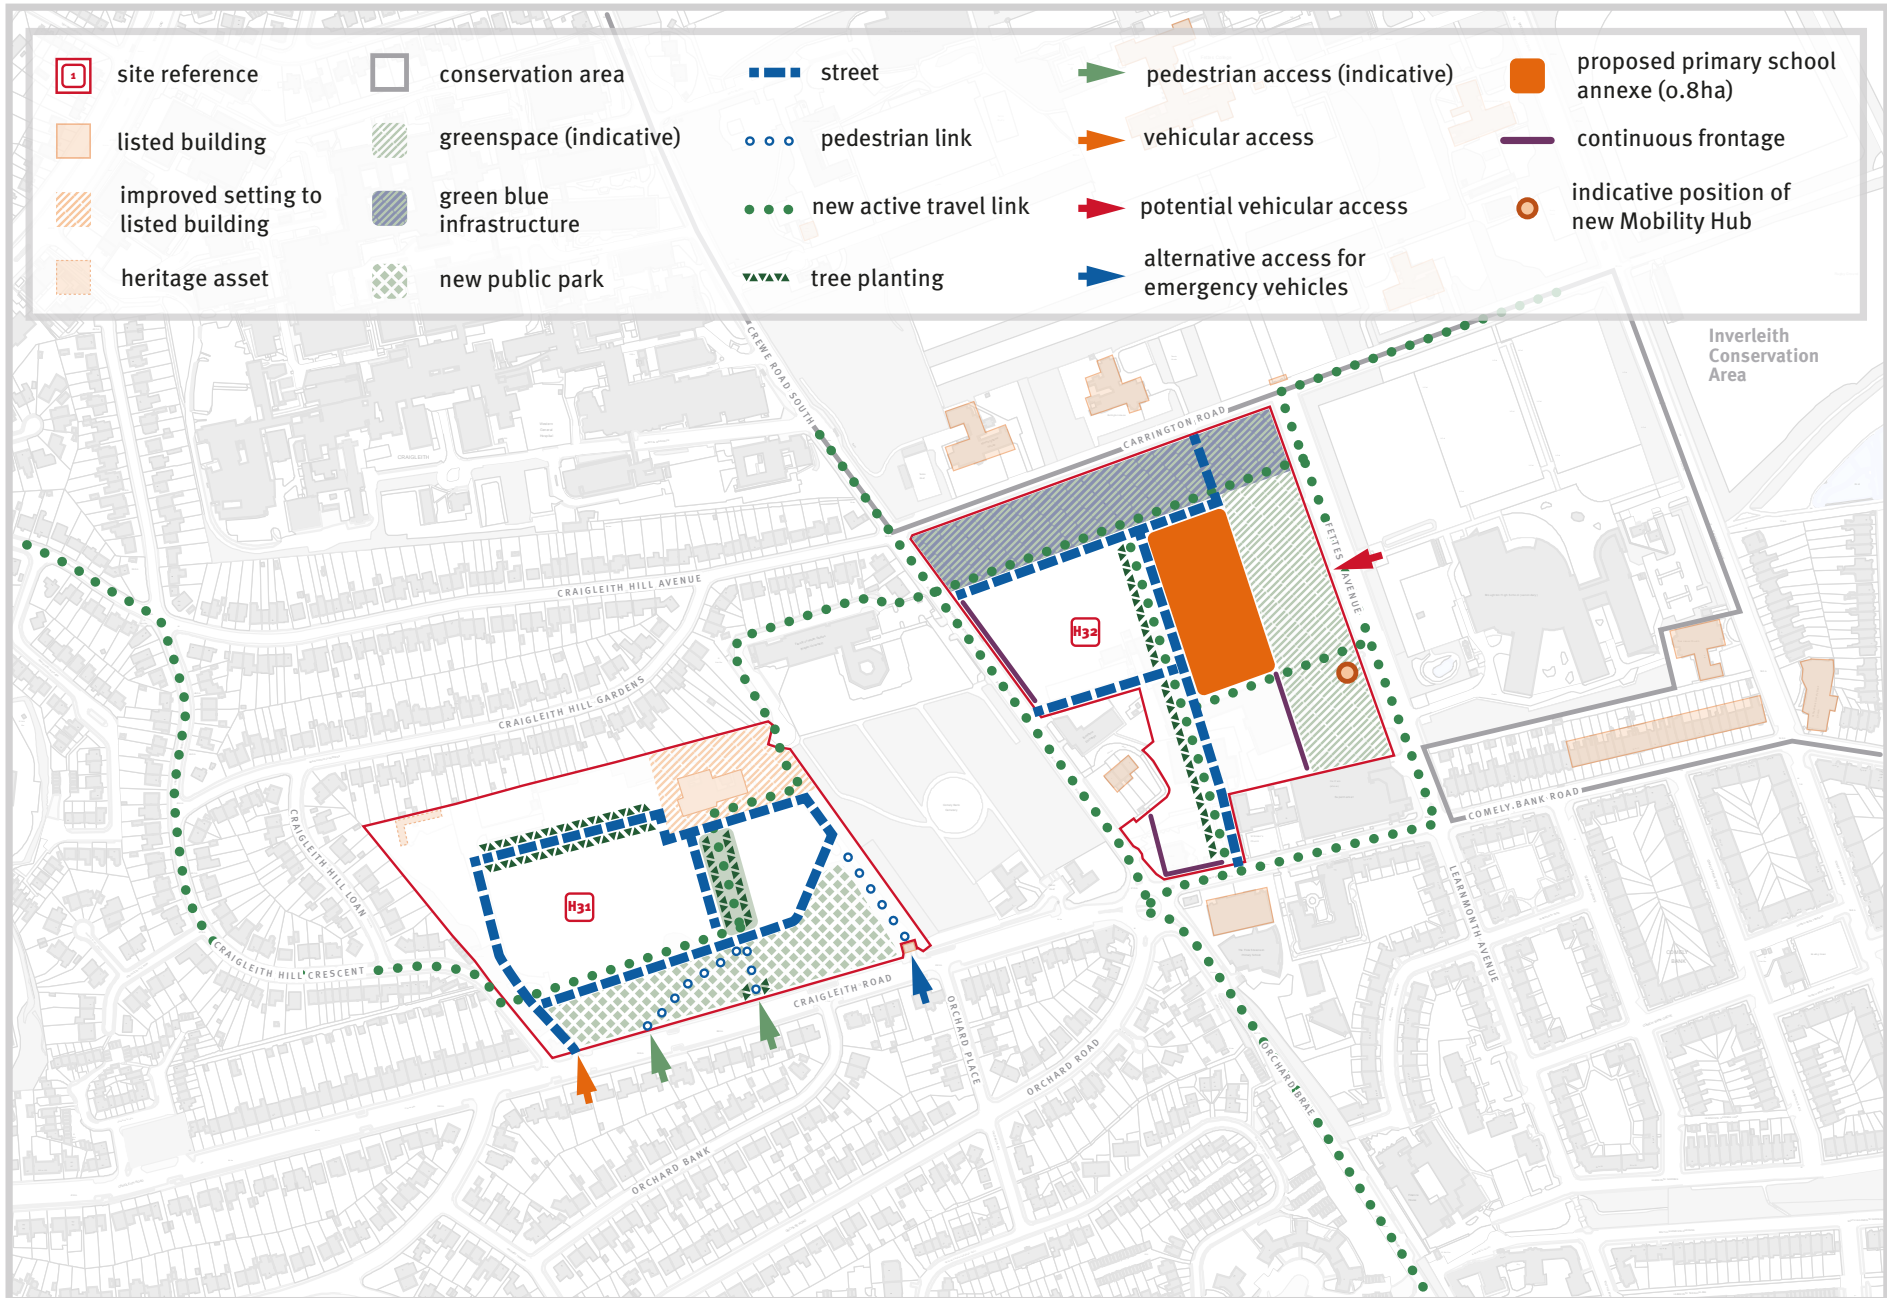 1
site reference
conservation area
street
pedestrian access (indicative)
proposed primary school
annexe (0.8ha)
listed building
greenspace (indicative)
pedestrian link
vehicular access
continuous frontage
improved setting to
listed building
green blue
infrastructure
new active travel link
potential vehicular access
indicative position of
new Mobility Hub
heritage asset
new public park
tree planting
alternative access for
emergency vehicles
Inverleith
Conservation
Area
CREWE ROAD SOUTH
CARRINGTON ROAD
CRAIGLEITH
FETTES AVENUE
CRAIGLEITH HILL AVENUE
H32
CRAIGLEITH HILL GARDENS
CRAIGLEITH HILL LOAN
COMELY BANK ROAD
H31
LEARNMONTH AVENUE
CRAIGLEITH HILL CRESCENT
CRAIGLEITH ROAD
ORCHARD PLACE
ORCHARD ROAD
ORCHARD BRAE
ORCHARD BANK